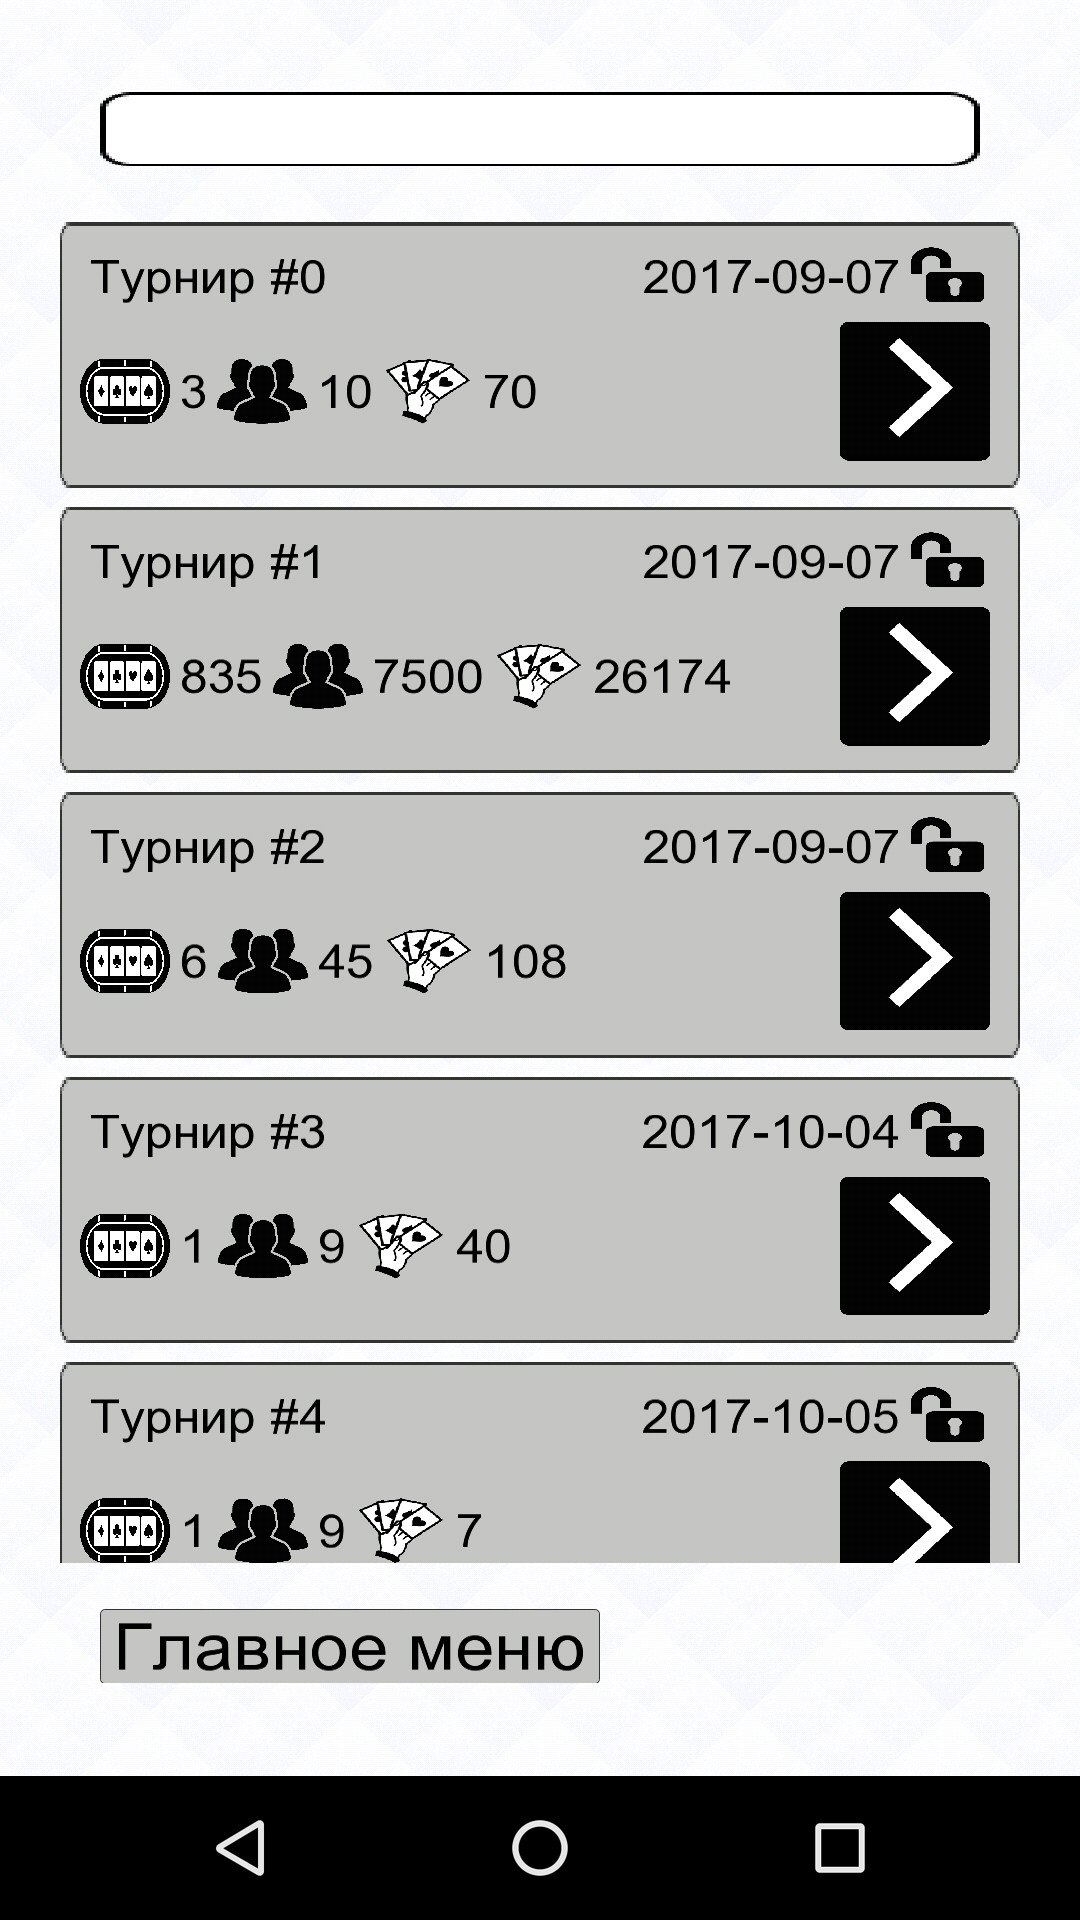 Турнир #0 2017-09-07
3 10 70
Турнир #1 2017-09-07
835 7500 26174
Турнир #2 2017-09-07
6 45 108
Турнир #3 2017-10-04
1 9 40
Турнир #4 2017-10-05
1 9 7
Главное меню